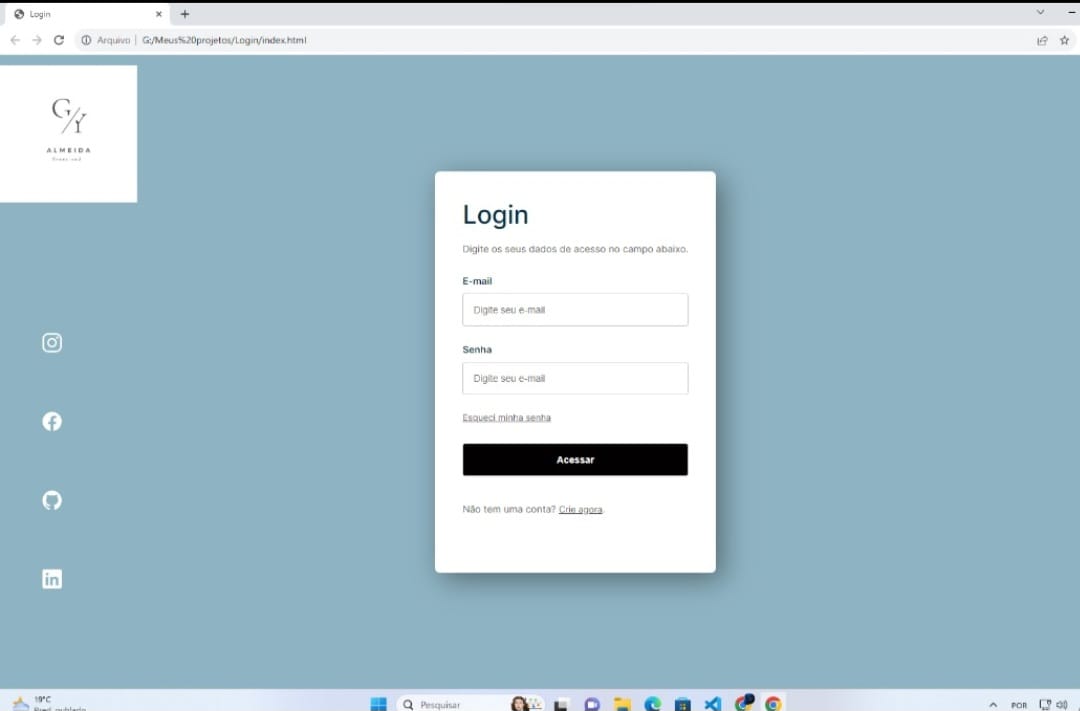 Login
Arquivo | G:/Meus%20projetos/Login/index.html
G/Y
ALMEIDA
Login
Digite os seus dados de acesso no campo abaixo.
E-mail
Digite seu e-mail
Senha
Digite seu e-mail
Esqueci minha senha
Acessar
Não tem uma conta? Crie agora.
19°C
Pred. nublado
Pesquisar
POR